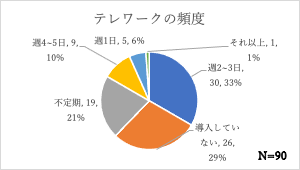 テレワークの頻度
週4~5日, 9,
10%
週1日, 5, 6%
それ以上, 1,
1%
週2~3日,
30, 33%
不定期, 19,
21%
導入してい
ない, 26,
29%
N=90